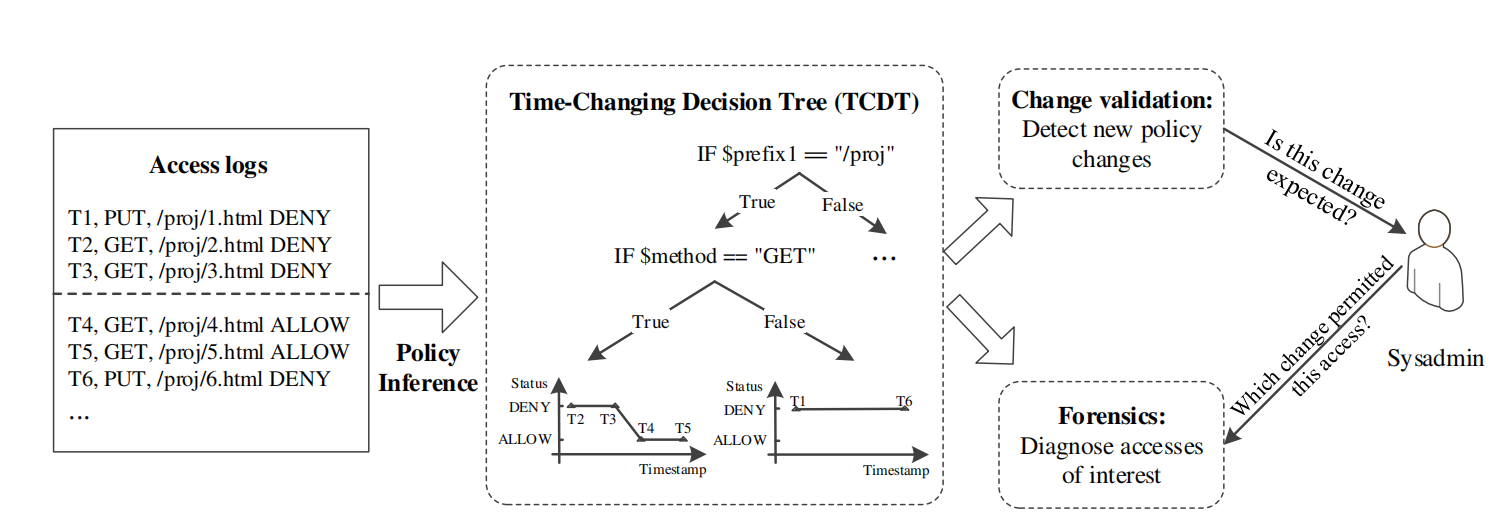 Access logs
T1, PUT, /proj/1.html DENY
T2, GET, /proj/2.html DENY
T3, GET, /proj/3.html DENY
T4, GET, /proj/4.html ALLOW
T5, GET, /proj/5.html ALLOW
T6, PUT, /proj/6.html DENY
...
Policy
Inference
Time-Changing Decision Tree (TCDT)
IF $prefix1 == "/proj"
True
False
IF $method == "GET"
...
True
False
Status
DENY
ALLOW
T2
T3
T4
T5
Timestamp
Status
DENY
ALLOW
T1
T6
Timestamp
Change validation:
Detect new policy
changes
Is this change
expected?
Sysadmin
Which change permitted
this access?
Forensics:
Diagnose accesses
of interest